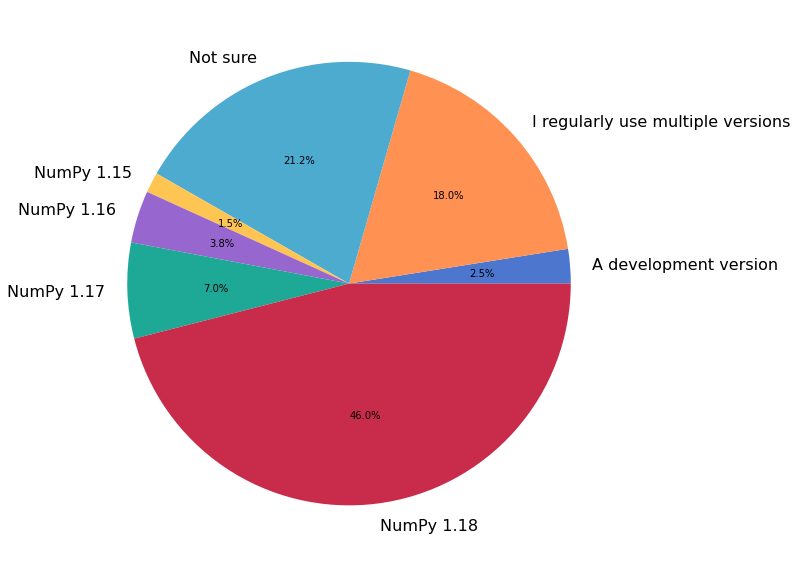 Not sure
I regularly use multiple versions
21.2%
NumPy 1.15
18.0%
NumPy 1.16
1.5%
3.8%
A development version
2.5%
NumPy 1.17
7.0%
46.0%
NumPy 1.18